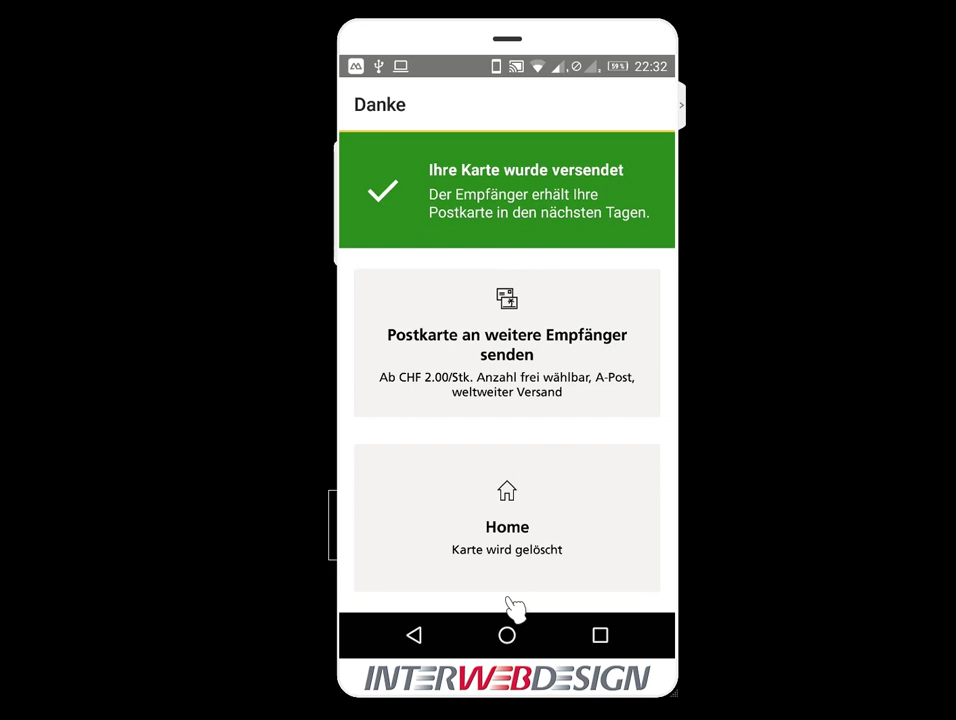 59%
22:32
Danke
Ihre Karte wurde versendet
Der Empfänger erhält Ihre
Postkarte in den nächsten Tagen.
Postkarte an weitere Empfänger
senden
Ab CHF 2.00/Stk. Anzahl frei wählbar, A-Post,
weltweiter Versand
Home
Karte wird gelöscht
INTERWEBDESIGN